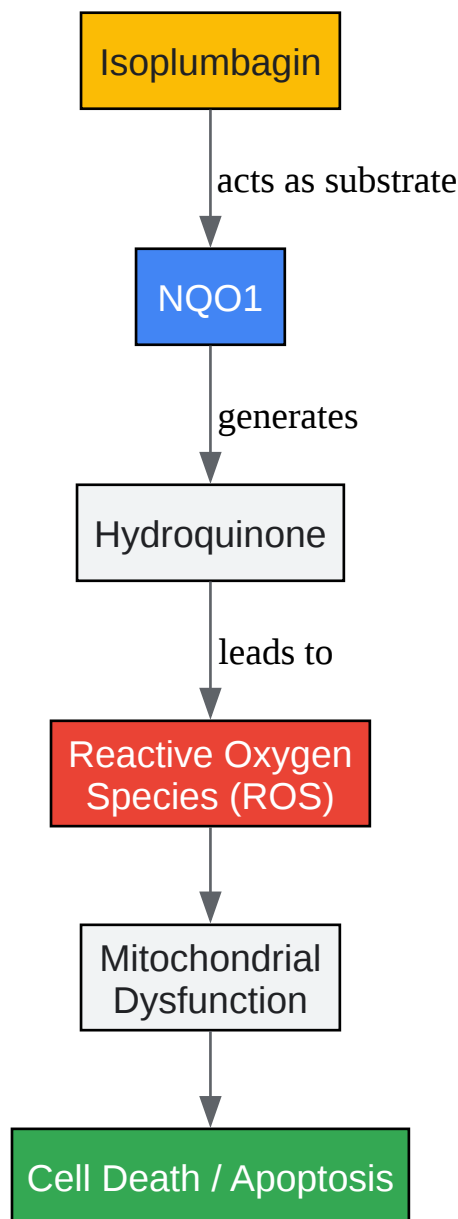 Isoplumbagin
acts as substrate
NQO1
generates
Hydroquinone
leads to
Reactive Oxygen
Species (ROS)
Mitochondrial
Dysfunction
Cell Death / Apoptosis